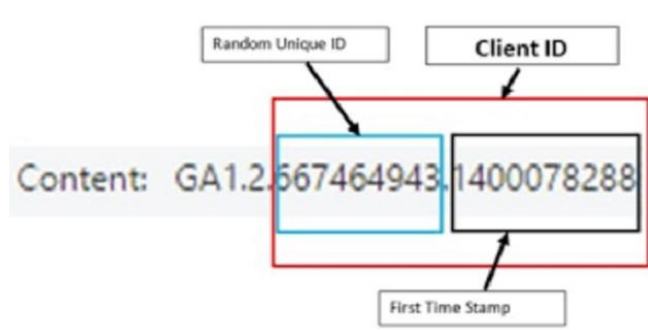 Random Unique ID
Client ID
Content: GA1.2.667464943.1400078288
First Time Stamp